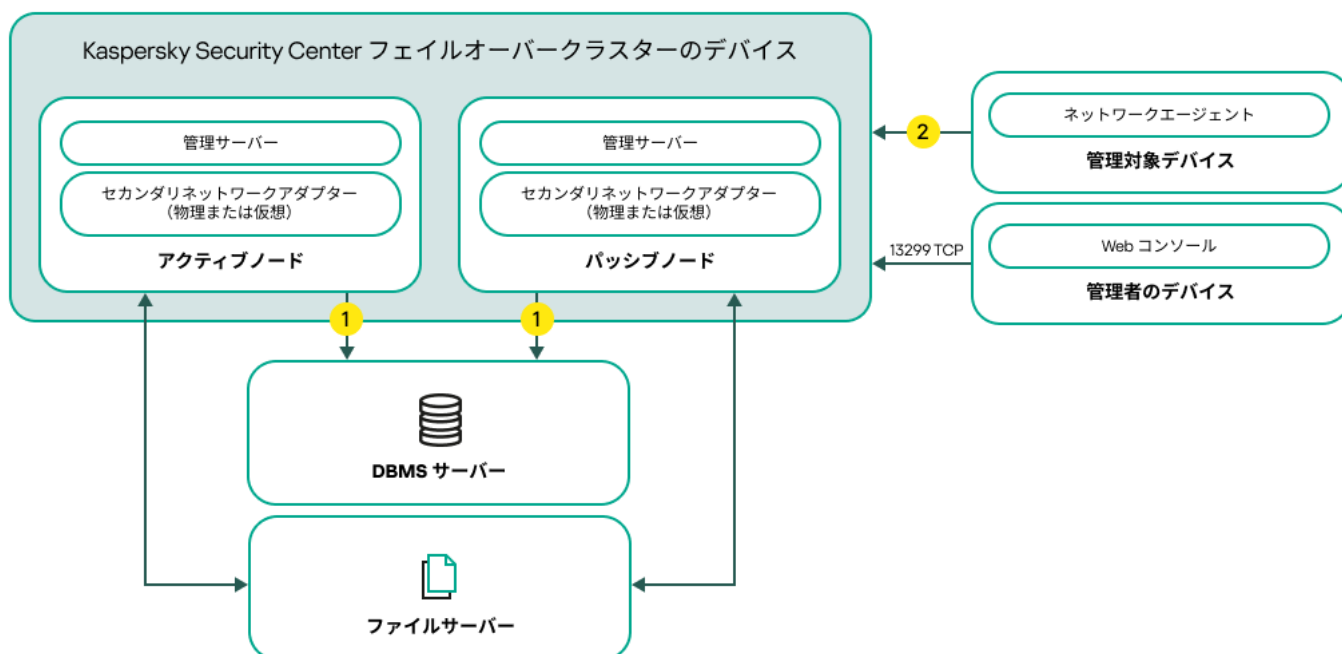 Kaspersky Security Center フェイルオーバークラスターのデバイス
管理サーバー
セカンダリネットワークアダプター
（物理または仮想）
アクティブノード
管理サーバー
セカンダリネットワークアダプター
（物理または仮想）
パッシブノード
2
ネットワークエージェント
管理対象デバイス
13299 TCP
Web コンソール
管理者のデバイス
1
1
DBMS サーバー
ファイルサーバー